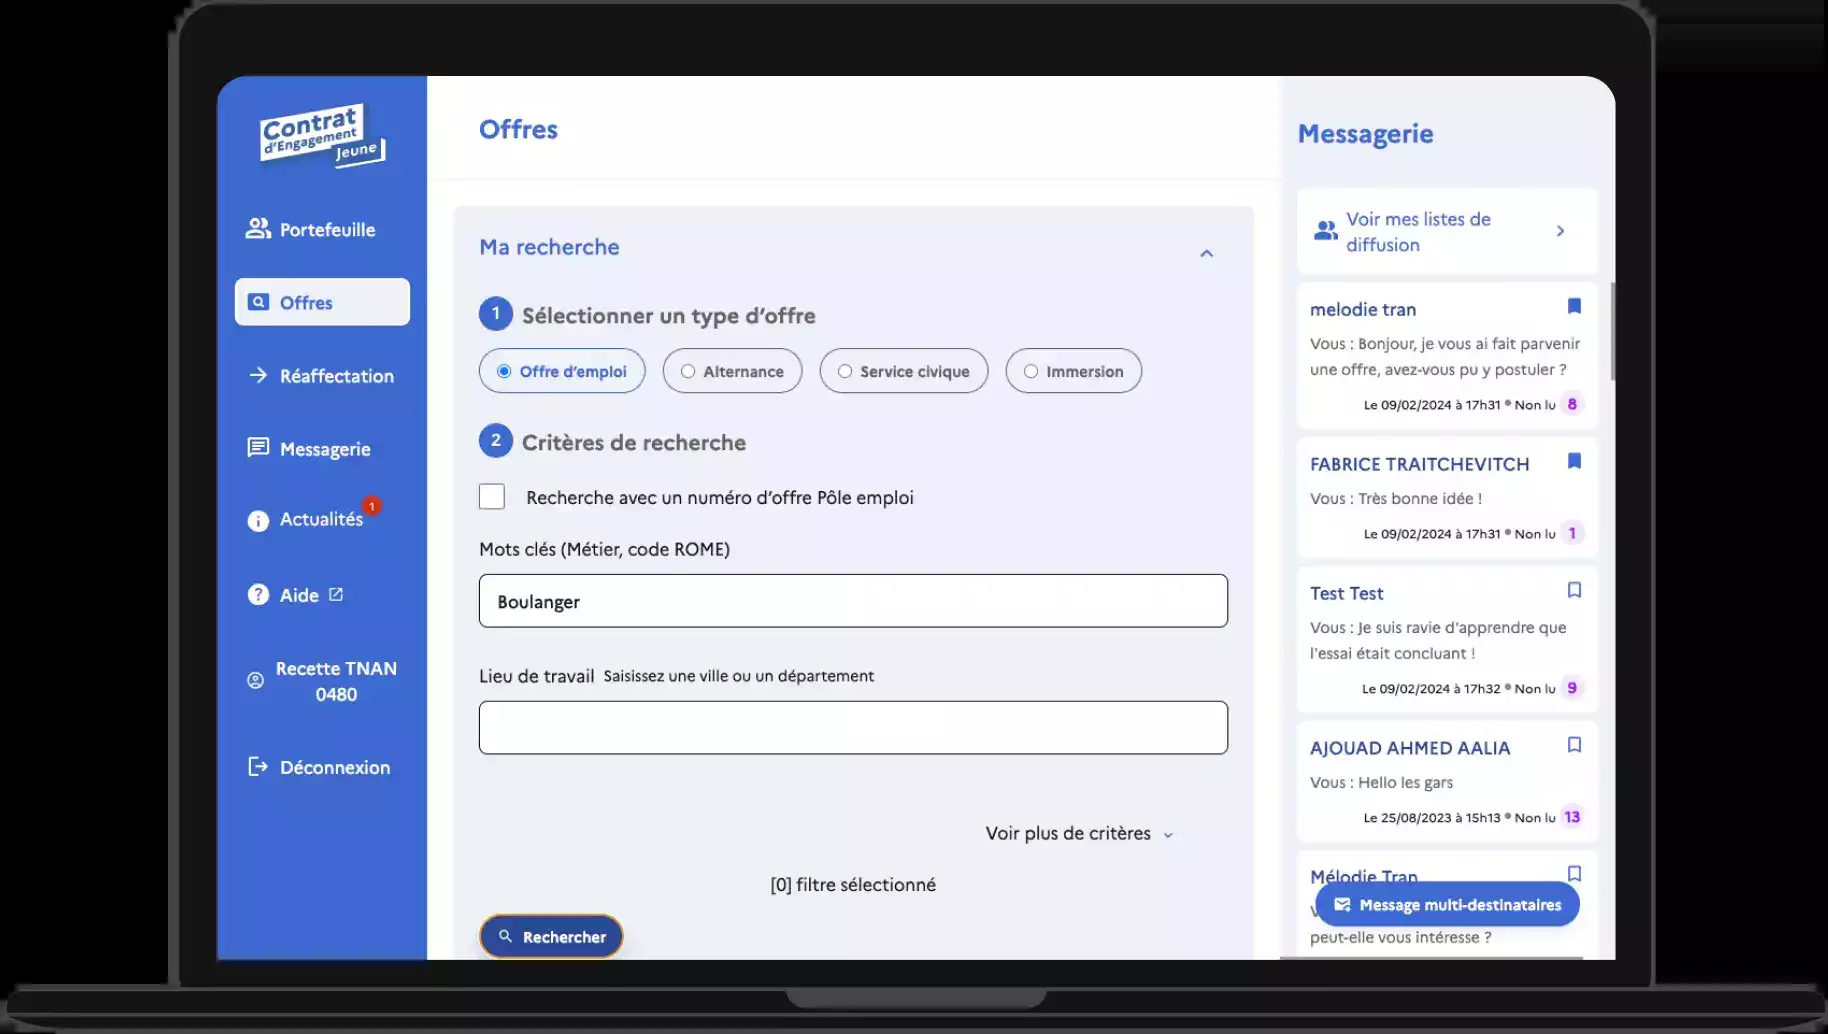 Contrat
d'Engagement
Jeune
Portefeuille
Offres
Réaffectation
Messagerie
Actualités
1
Aide
Recette TNAN
0480
Déconnexion
Offres
Ma recherche
1 Sélectionner un type d'offre
Offre d'emploi
Alternance
Service civique
Immersion
2 Critères de recherche
Recherche avec un numéro d'offre Pôle emploi
Mots clés (Métier, code ROME)
Boulanger
Lieu de travail Saisissez une ville ou un département
Voir plus de critères
[0] filtre sélectionné
Rechercher
Messagerie
Voir mes listes de
diffusion
melodie tran
Vous : Bonjour, je vous ai fait parvenir
une offre, avez-vous pu y postuler ?
Le 09/02/2024 à 17h31 • Non lu 8
FABRICE TRAITCHEVITCH
Vous : Très bonne idée !
Le 09/02/2024 à 17h31 • Non lu 1
Test Test
Vous : Je suis ravie d'apprendre que
l'essai était concluant !
Le 09/02/2024 à 17h32 • Non lu 9
AJOUAD AHMED AALIA
Vous : Hello les gars
Le 25/08/2023 à 15h13 • Non lu 13
Mélodie Tran
Message multi-destinataires
peut-elle vous intéresse ?